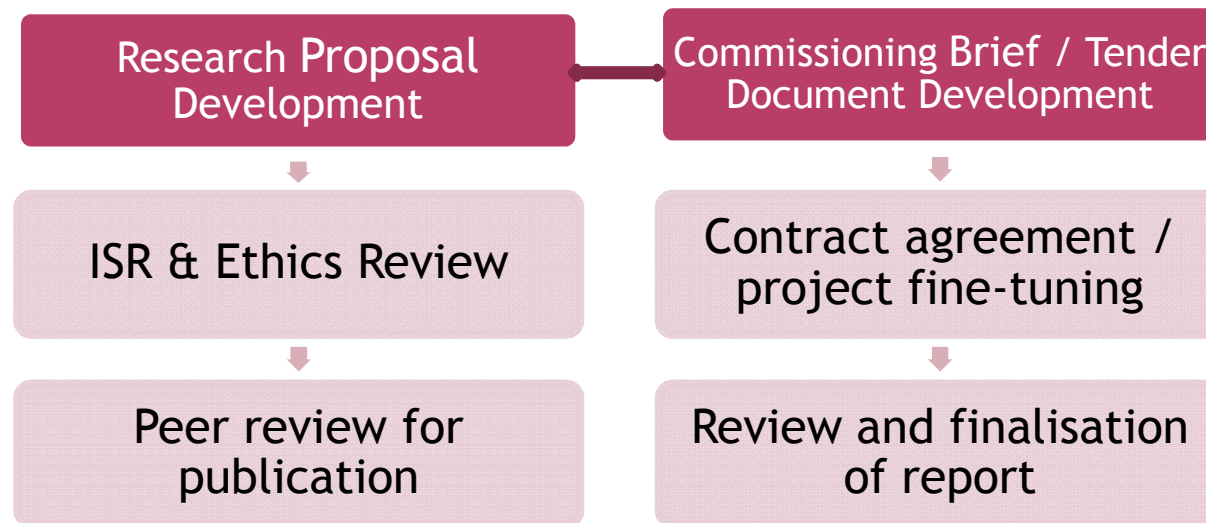 Research Proposal
Development
Commissioning Brief / Tender
Document Development
ISR & Ethics Review
Contract agreement /
project fine-tuning
Peer review for
publication
Review and finalisation
of report